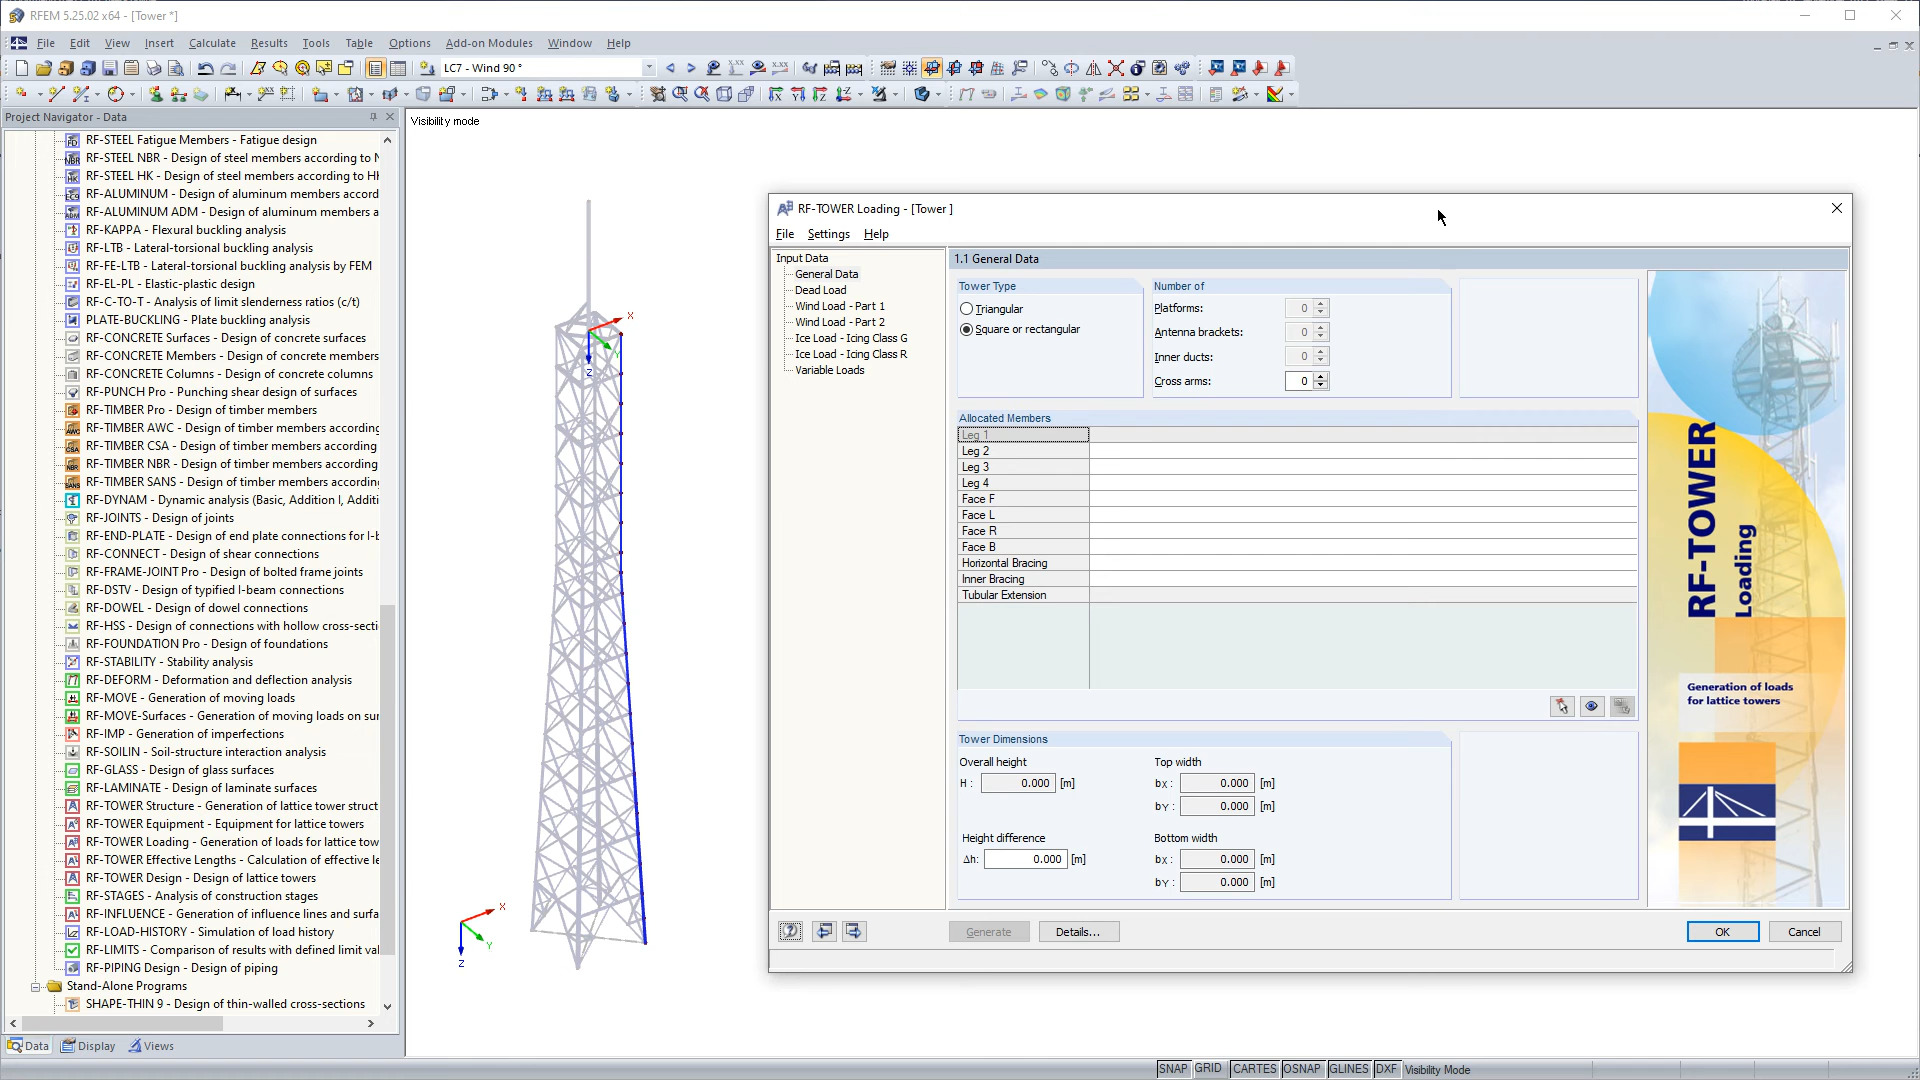 RFEM 5.25.02 x64 - [Tower *]
File Edit View Insert Calculate Results Tools Table Options Add-on Modules Window Help
LC7 - Wind 90 °
Project Navigator - Data
RF-STEEL Fatigue Members - Fatigue design
RF-STEEL NBR - Design of steel members according to N
RF-STEEL HK - Design of steel members according to HK
RF-ALUMINUM - Design of aluminum members accord
RF-ALUMINUM ADM - Design of aluminum members a
RF-KAPPA - Flexural buckling analysis
RF-LTB - Lateral-torsional buckling analysis
RF-FE-LTB - Lateral-torsional buckling analysis by FEM
RF-EL-PL - Elastic-plastic design
RF-C-TO-T - Analysis of limit slenderness ratios (c/t)
PLATE-BUCKLING - Plate buckling analysis
RF-CONCRETE Surfaces - Design of concrete surfaces
RF-CONCRETE Members - Design of concrete members
RF-CONCRETE Columns - Design of concrete columns
RF-PUNCH Pro - Punching shear design of surfaces
RF-TIMBER Pro - Design of timber members
RF-TIMBER AWC - Design of timber members according
RF-TIMBER CSA - Design of timber members according
RF-TIMBER NBR - Design of timber members according
RF-TIMBER SANS - Design of timber members according
RF-DYNAM - Dynamic analysis (Basic, Addition I, Additi
RF-JOINTS - Design of joints
RF-END-PLATE - Design of end plate connections for I-b
RF-CONNECT - Design of shear connections
RF-FRAME-JOINT Pro - Design of bolted frame joints
RF-DSTV - Design of typified I-beam connections
RF-DOWEL - Design of dowel connections
RF-HSS - Design of connections with hollow cross-secti
RF-FOUNDATION Pro - Design of foundations
RF-STABILITY - Stability analysis
RF-DEFORM - Deformation and deflection analysis
RF-MOVE - Generation of moving loads
RF-MOVE-Surfaces - Generation of moving loads on sur
RF-IMP - Generation of imperfections
RF-SOILIN - Soil-structure interaction analysis
RF-GLASS - Design of glass surfaces
RF-LAMINATE - Design of laminate surfaces
RF-TOWER Structure - Generation of lattice tower struct
RF-TOWER Equipment - Equipment for lattice towers
RF-TOWER Loading - Generation of loads for lattice tow
RF-TOWER Effective Lengths - Calculation of effective le
RF-TOWER Design - Design of lattice towers
RF-STAGES - Analysis of construction stages
RF-INFLUENCE - Generation of influence lines and surfa
RF-LOAD-HISTORY - Simulation of load history
RF-LIMITS - Comparison of results with defined limit val
RF-PIPING Design - Design of piping
Stand-Alone Programs
SHAPE-THIN 9 - Design of thin-walled cross-sections
Data Display Views
Visibility mode
X
Y
Z
X
Y
Z
RF-TOWER Loading - [Tower ]
File Settings Help
Input Data
General Data
Dead Load
Wind Load - Part 1
Wind Load - Part 2
Ice Load - Icing Class G
Ice Load - Icing Class R
Variable Loads
1.1 General Data
Tower Type
Triangular
Square or rectangular
Number of
Platforms: 0
Antenna brackets: 0
Inner ducts: 0
Cross arms: 0
Allocated Members
Leg 1
Leg 2
Leg 3
Leg 4
Face F
Face L
Face R
Face B
Horizontal Bracing
Inner Bracing
Tubular Extension
Tower Dimensions
Overall height
H : 0.000 [m]
Top width
bX : 0.000 [m]
bY : 0.000 [m]
Height difference
Δh: 0.000 [m]
Bottom width
bX : 0.000 [m]
bY : 0.000 [m]
RF-TOWER
Loading
Generation of loads
for lattice towers
Generate Details... OK Cancel
SNAP GRID CARTES OSNAP GLINES DXF Visibility Mode